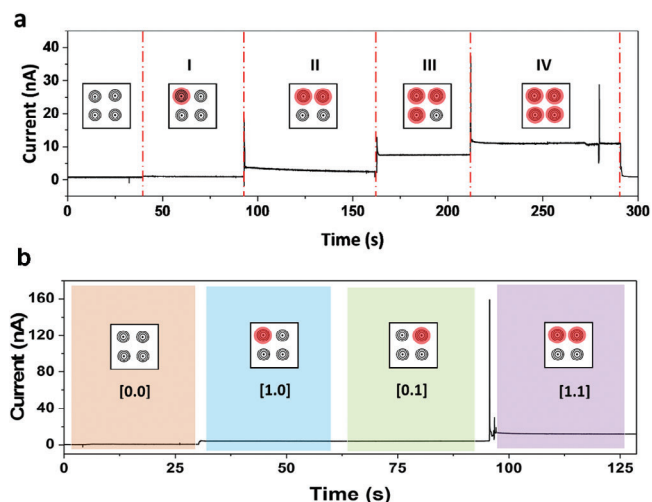 a
I II III IV
Current (nA)
40
30
20
10
0
0 50 100 150 200 250 300
Time (s)
b
Current (nA)
160
120
80
40
0
[0.0] [1.0] [0.1] [1.1]
0 25 50 75 100 125
Time (s)